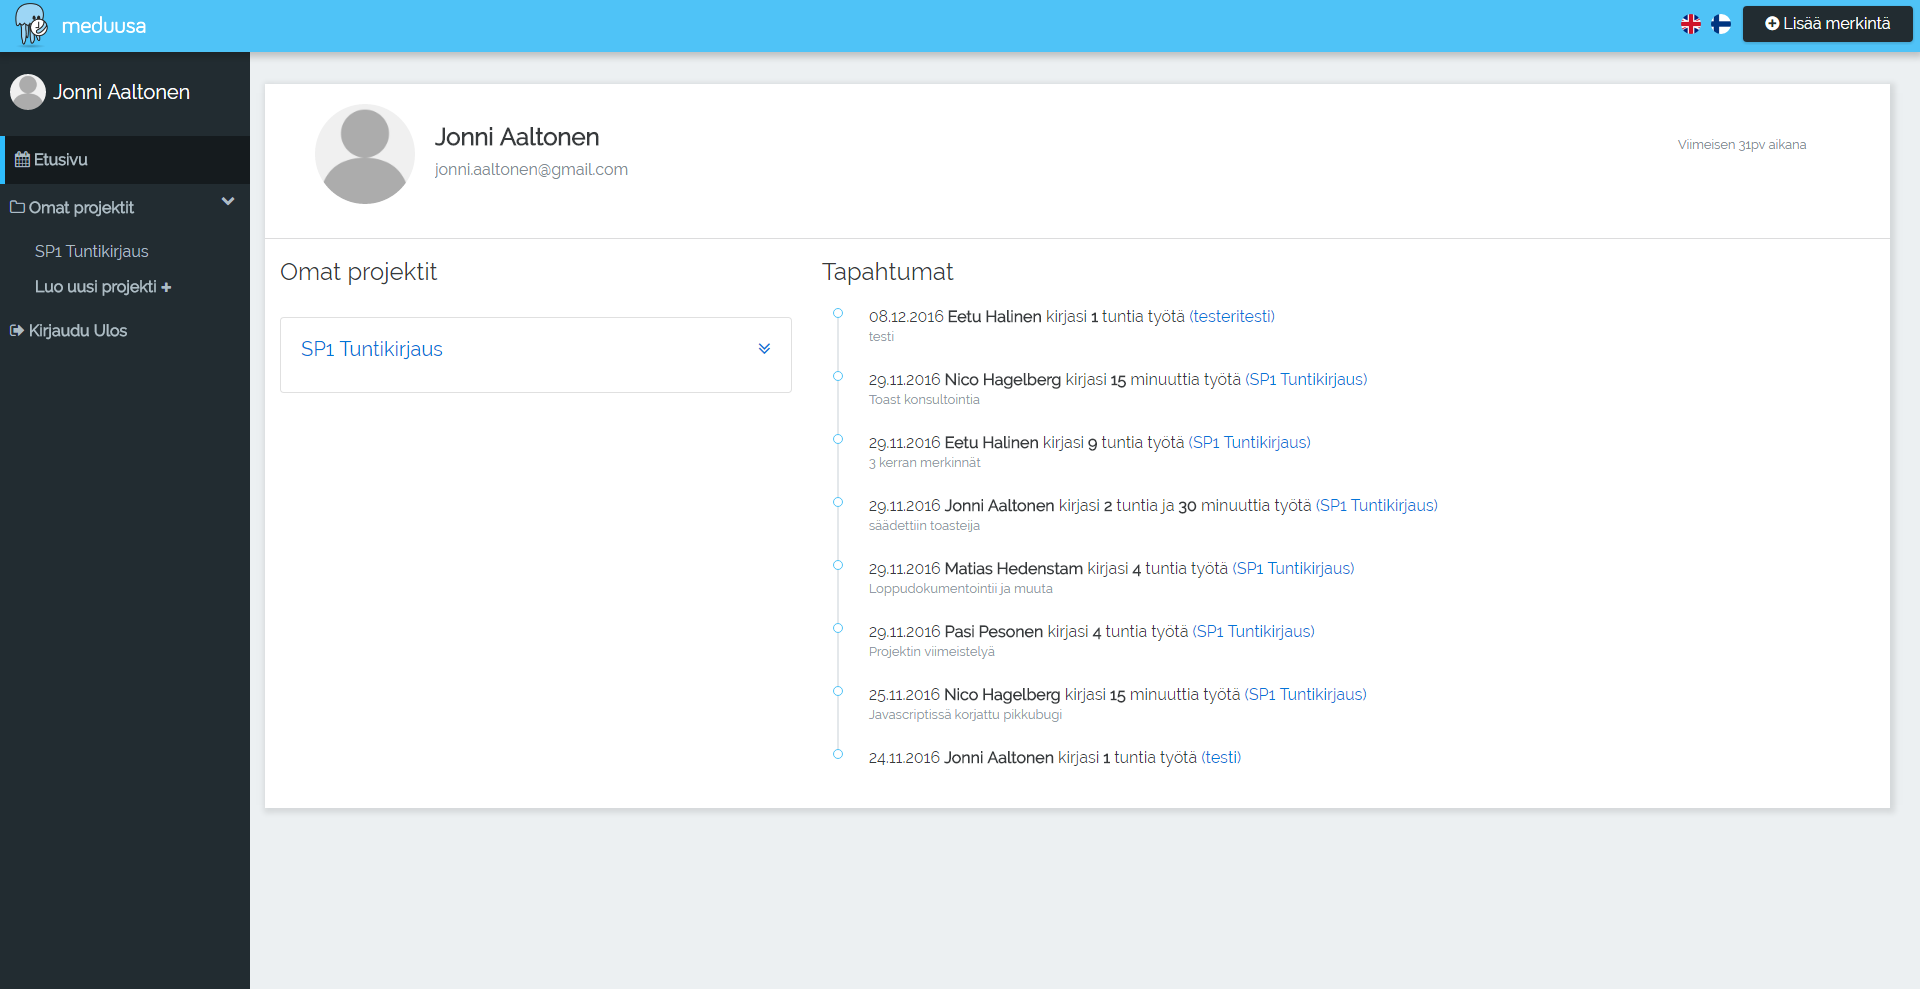 meduusa
Lisää merkintä
Jonni Aaltonen
Etusivu
Omat projektit
SP1 Tuntikirjaus
Luo uusi projekti +
Kirjaudu Ulos
Jonni Aaltonen
jonni.aaltonen@gmail.com
Viimeisen 31pv aikana
Omat projektit
SP1 Tuntikirjaus
Tapahtumat
08.12.2016 Eetu Halinen kirjasi 1 tuntia työtä (testeritesti)
testi
29.11.2016 Nico Hagelberg kirjasi 15 minuuttia työtä (SP1 Tuntikirjaus)
Toast konsultointia
29.11.2016 Eetu Halinen kirjasi 9 tuntia työtä (SP1 Tuntikirjaus)
3 kerran merkinnät
29.11.2016 Jonni Aaltonen kirjasi 2 tuntia ja 30 minuuttia työtä (SP1 Tuntikirjaus)
säädettiin toasteija
29.11.2016 Matias Hedenstam kirjasi 4 tuntia työtä (SP1 Tuntikirjaus)
Loppudokumentointii ja muuta
29.11.2016 Pasi Pesonen kirjasi 4 tuntia työtä (SP1 Tuntikirjaus)
Projektin viimeistelyä
25.11.2016 Nico Hagelberg kirjasi 15 minuuttia työtä (SP1 Tuntikirjaus)
Javascriptissä korjattu pikkubugi
24.11.2016 Jonni Aaltonen kirjasi 1 tuntia työtä (testi)